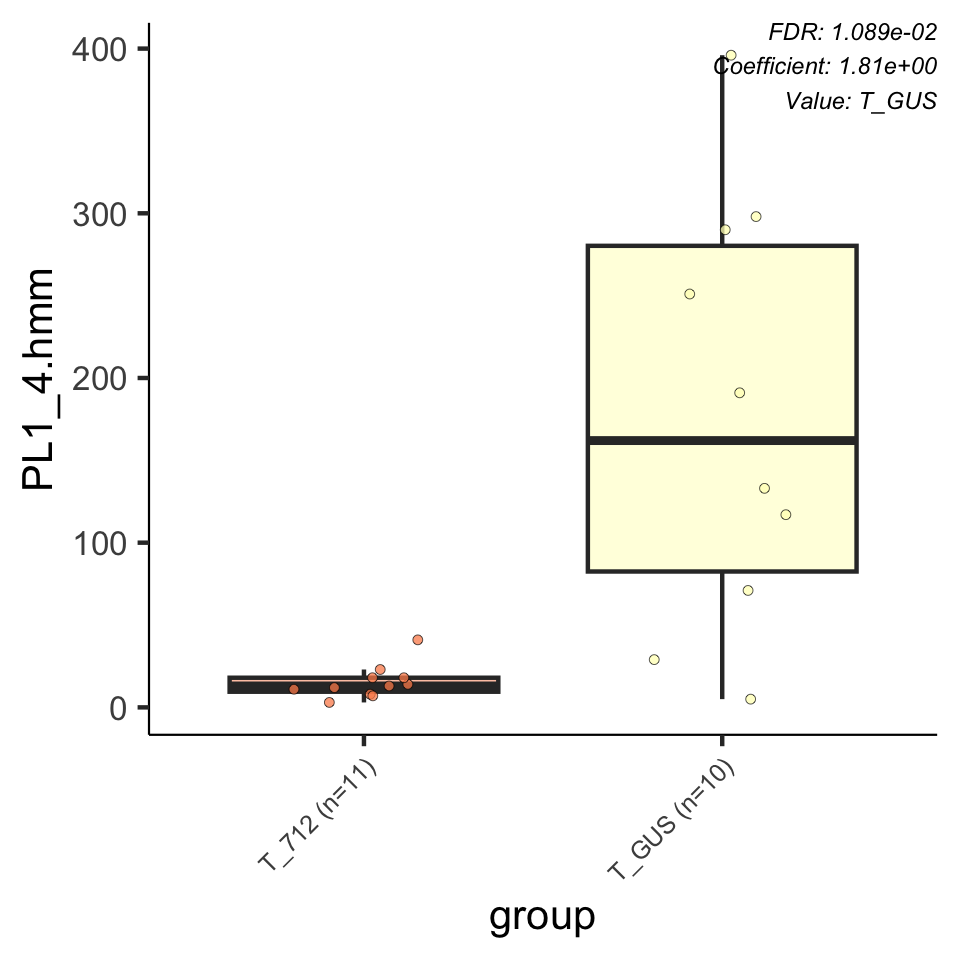 FDR: 1.089e-02
Coefficient: 1.81e+00
Value: T_GUS
400
300
200
100
0
PL1_4.hmm
T_712 (n=11)
T_GUS (n=10)
group